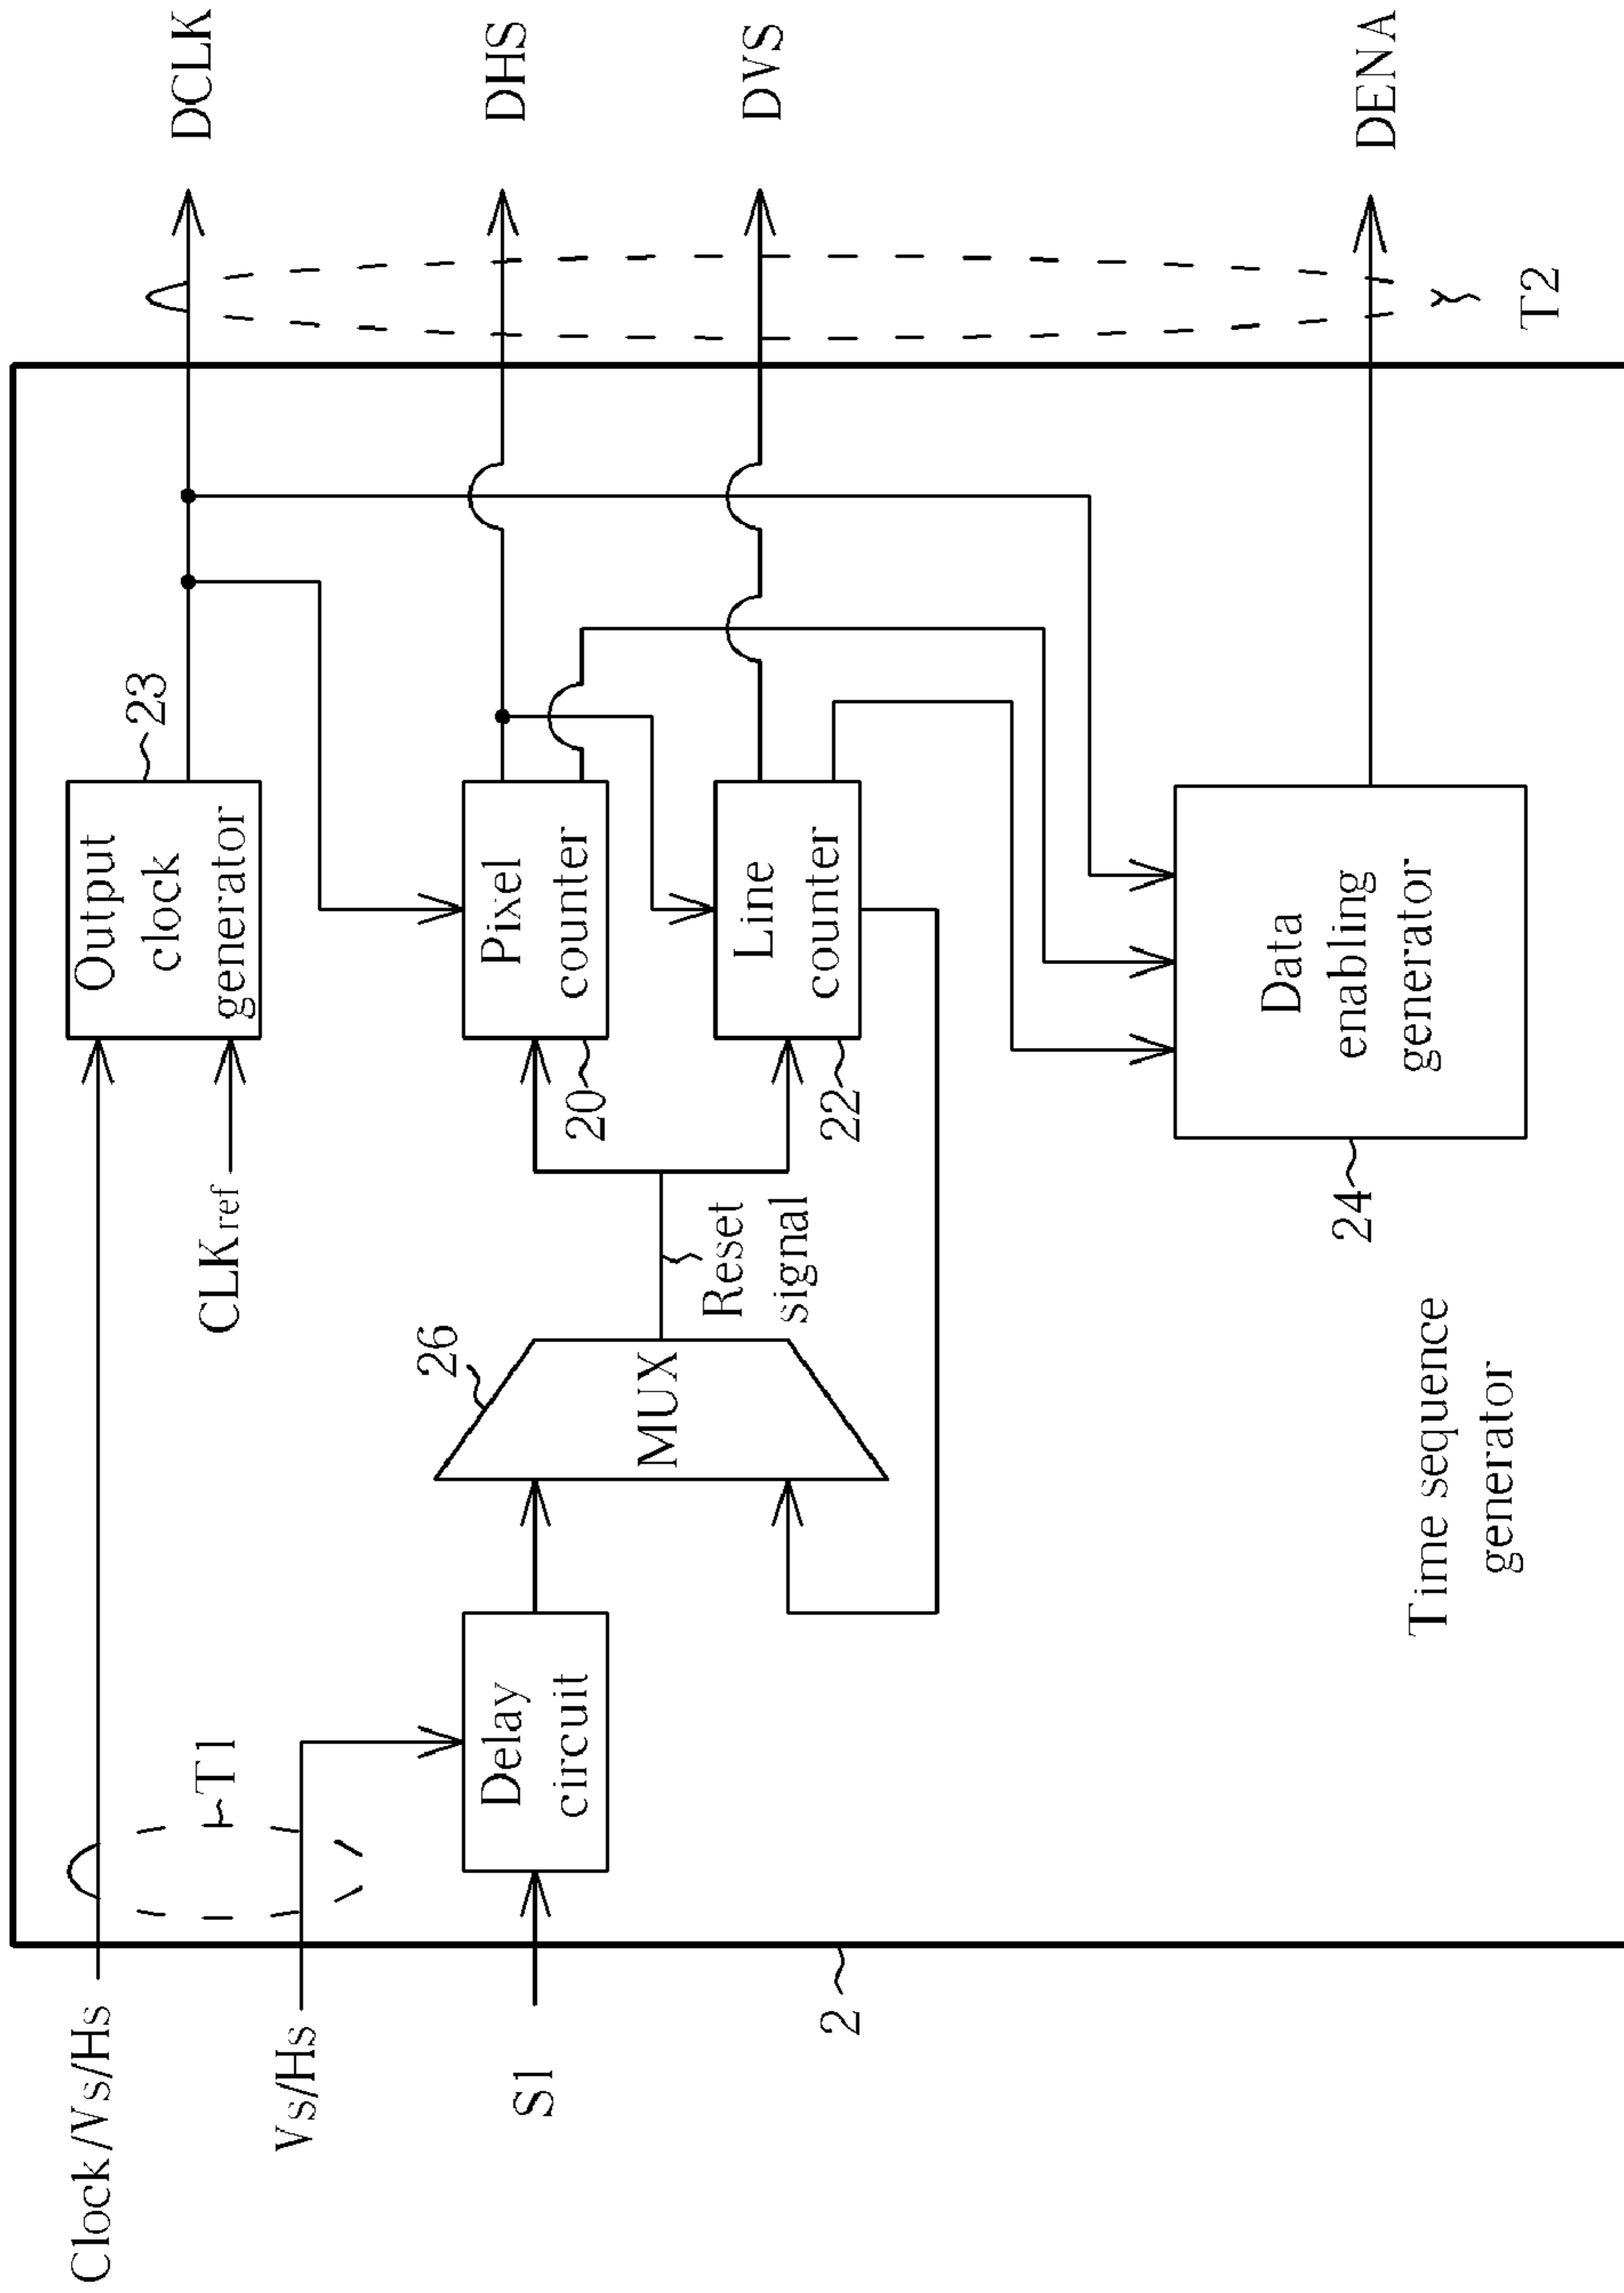 Clock/Vs/Hs
Vs/Hs
S1
T1
CLKref
Output
clock
generator
23
DCLK
Delay
circuit
26
MUX
Reset
signal
Pixel
counter
20
DHS
Line
counter
22
DVS
Data
enabling
generator
24
DENA
T2
Time sequence
generator
2